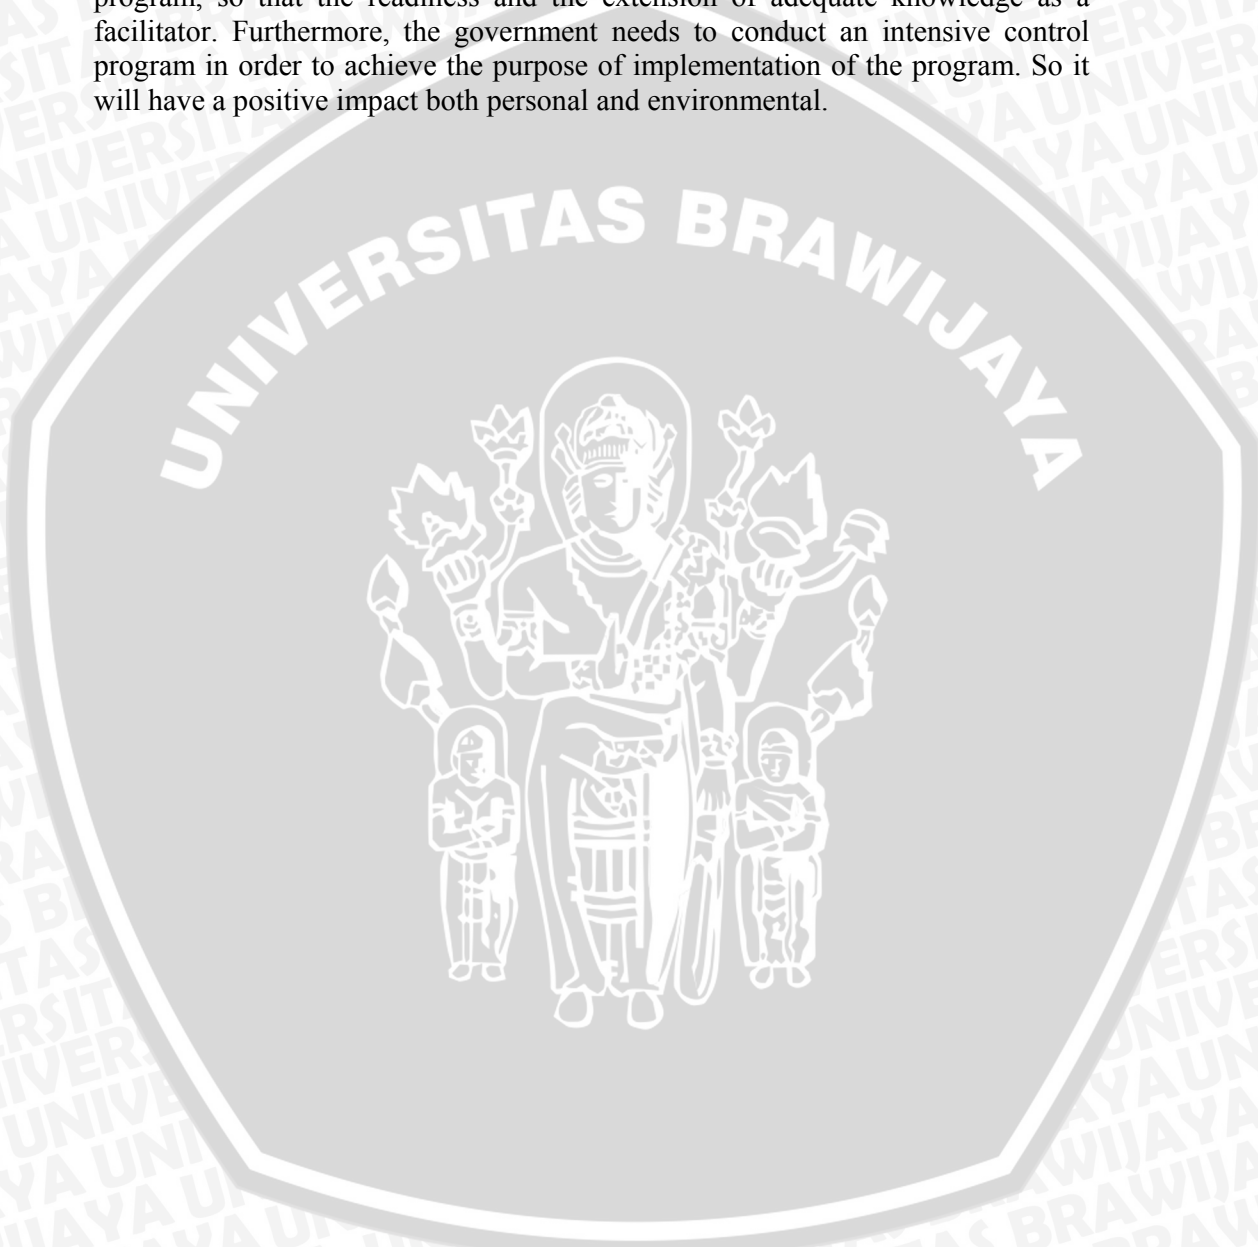 program, so that the readiness and the extension of adequate knowledge as a
facilitator. Furthermore, the government needs to conduct an intensive control
program in order to achieve the purpose of implementation of the program. So it
will have a positive impact both personal and environmental.
UNIVERSITAS BRAWIJAYA